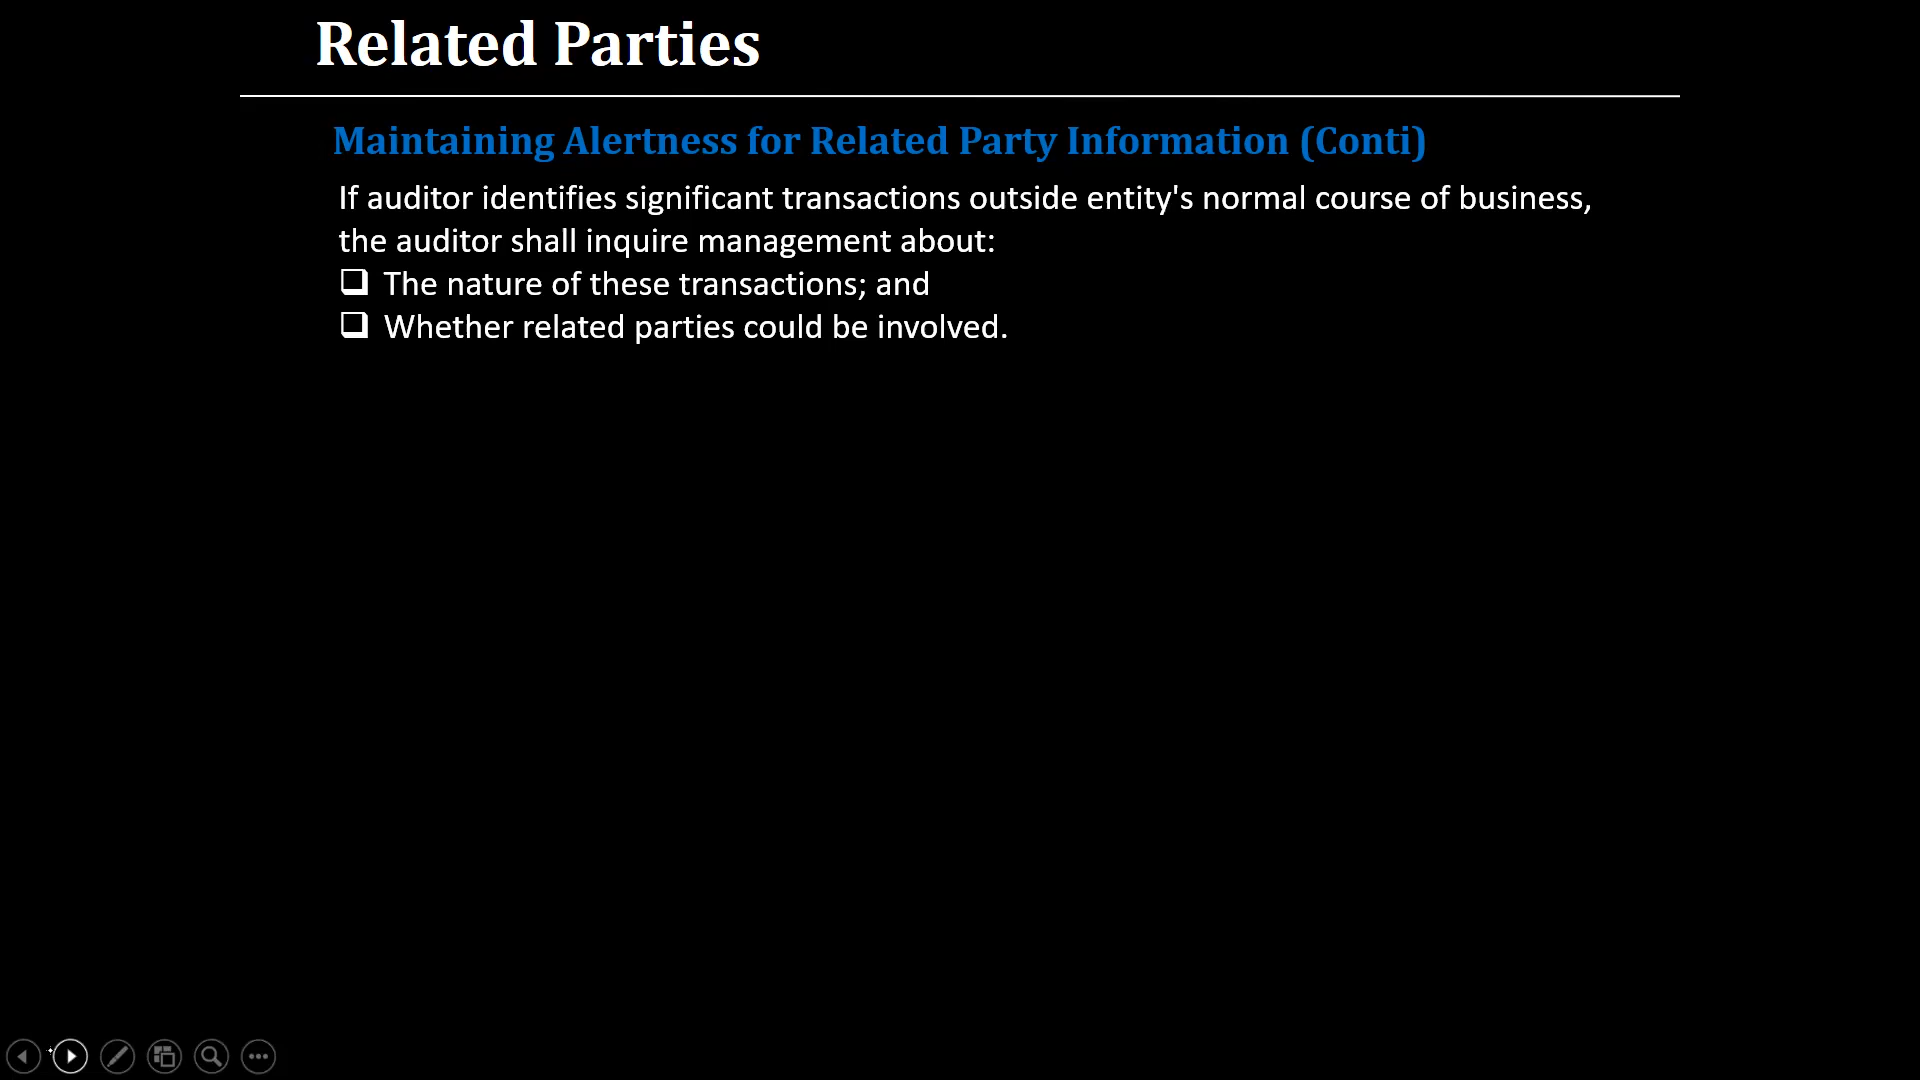 Related Parties
Maintaining Alertness for Related Party Information (Conti)
If auditor identifies significant transactions outside entity's normal course of business,
the auditor shall inquire management about:
❑ The nature of these transactions; and
❑ Whether related parties could be involved.